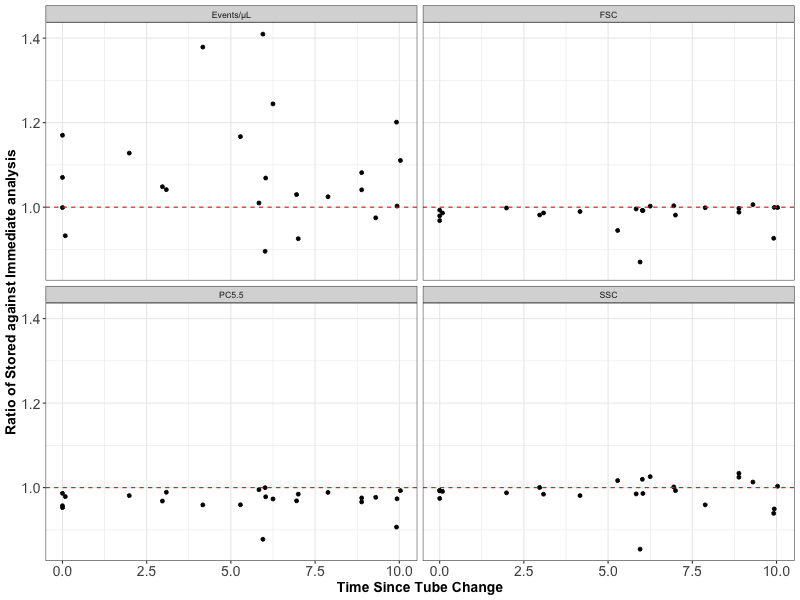 Events/μL
FSC
1.4
1.2
1.0
PC5.5
SSC
1.4
1.2
1.0
0.0 2.5 5.0 7.5 10.0
0.0 2.5 5.0 7.5 10.0
Time Since Tube Change
Ratio of Stored against Immediate analysis